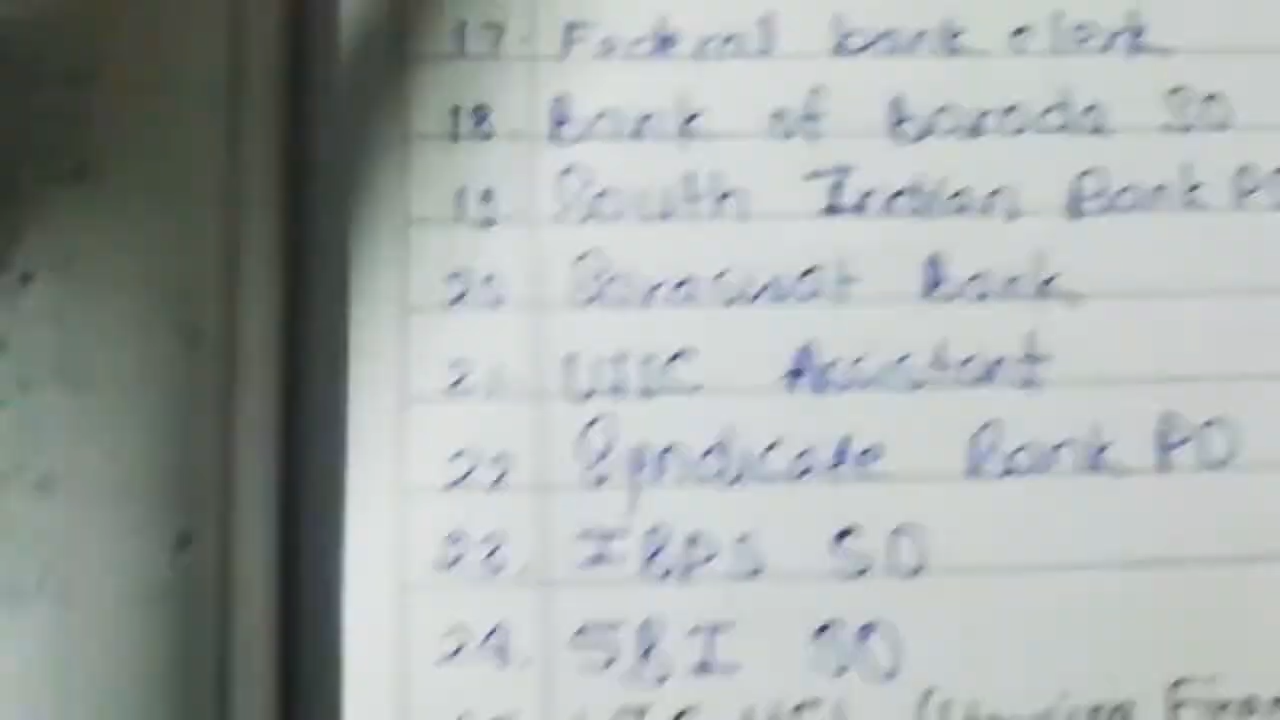 17. Federal bank clerk
18. Bank of Baroda SO
19. South Indian Bank PO
20. Saraswat Bank
21. UIIC Assistant
22. Syndicate Bank PO
23. IBPS SO
24. SBI SO
(Housing